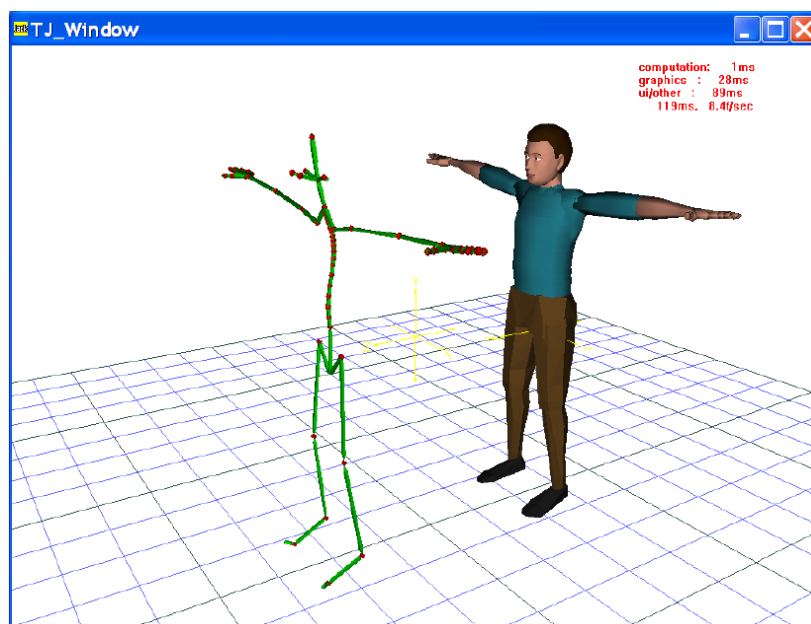 TJ_Window
computation: 1ms
graphics : 28ms
ui/other : 89ms
119ms, 8.4f/sec